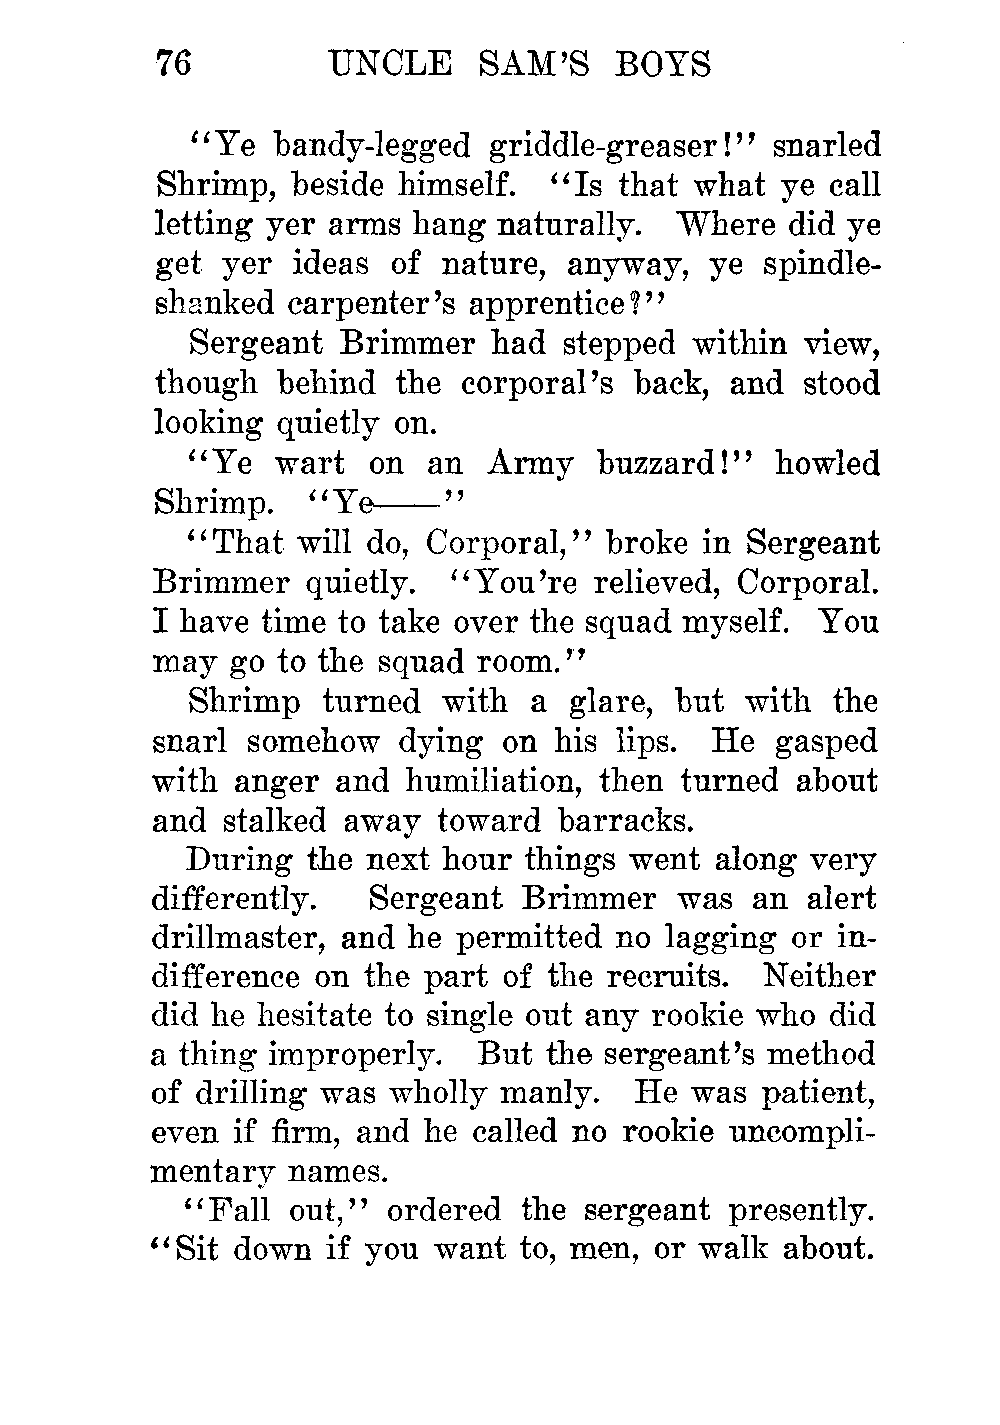 76 UNCLE SAM'S BOYS
"Ye bandy-legged griddle-greaser!" snarled
Shrimp, beside himself. "Is that what ye call
letting yer arms hang naturally. Where did ye
get yer ideas of nature, anyway, ye spindle-
shanked carpenter's apprentice?"
Sergeant Brimmer had stepped within view,
though behind the corporal's back, and stood
looking quietly on.
"Ye wart on an Army buzzard!" howled
Shrimp. "Ye——"
"That will do, Corporal," broke in Sergeant
Brimmer quietly. "You're relieved, Corporal.
I have time to take over the squad myself. You
may go to the squad room."
Shrimp turned with a glare, but with the
snarl somehow dying on his lips. He gasped
with anger and humiliation, then turned about
and stalked away toward barracks.
During the next hour things went along very
differently. Sergeant Brimmer was an alert
drillmaster, and he permitted no lagging or in-
difference on the part of the recruits. Neither
did he hesitate to single out any rookie who did
a thing improperly. But the sergeant's method
of drilling was wholly manly. He was patient,
even if firm, and he called no rookie uncompli-
mentary names.
"Fall out," ordered the sergeant presently.
"Sit down if you want to, men, or walk about.